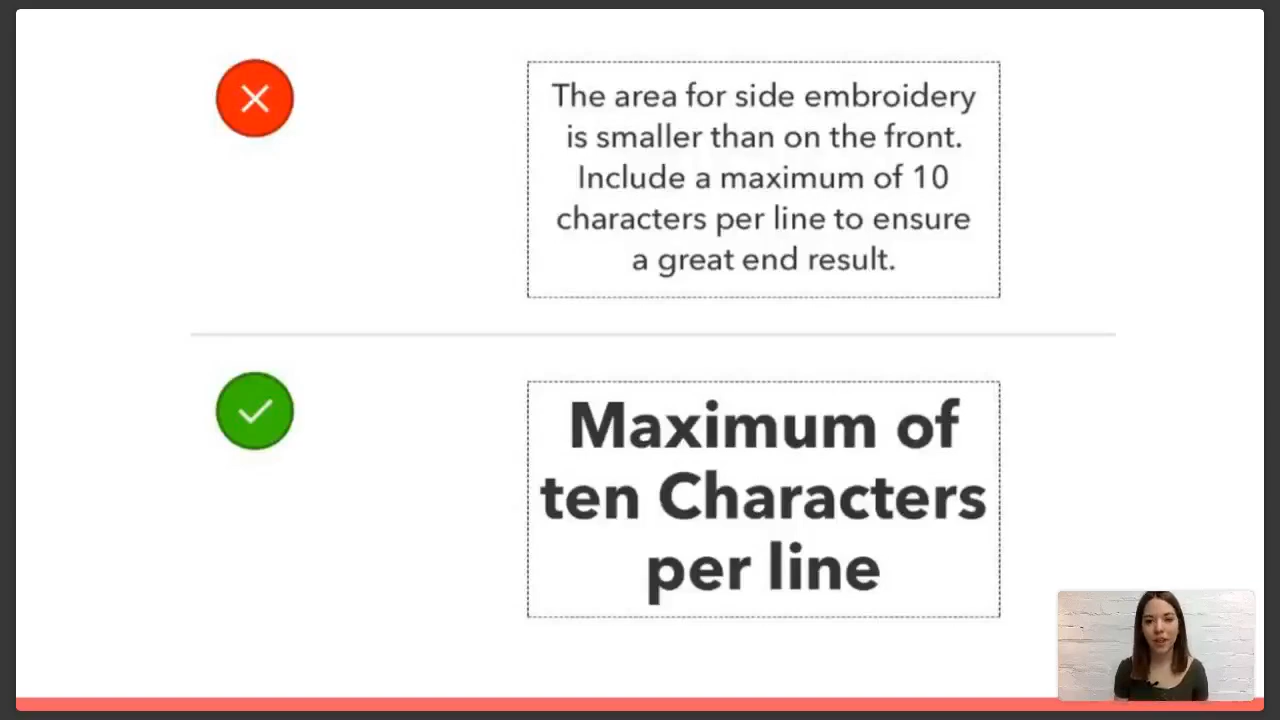 The area for side embroidery
is smaller than on the front.
Include a maximum of 10
characters per line to ensure
a great end result.
Maximum of
ten Characters
per line